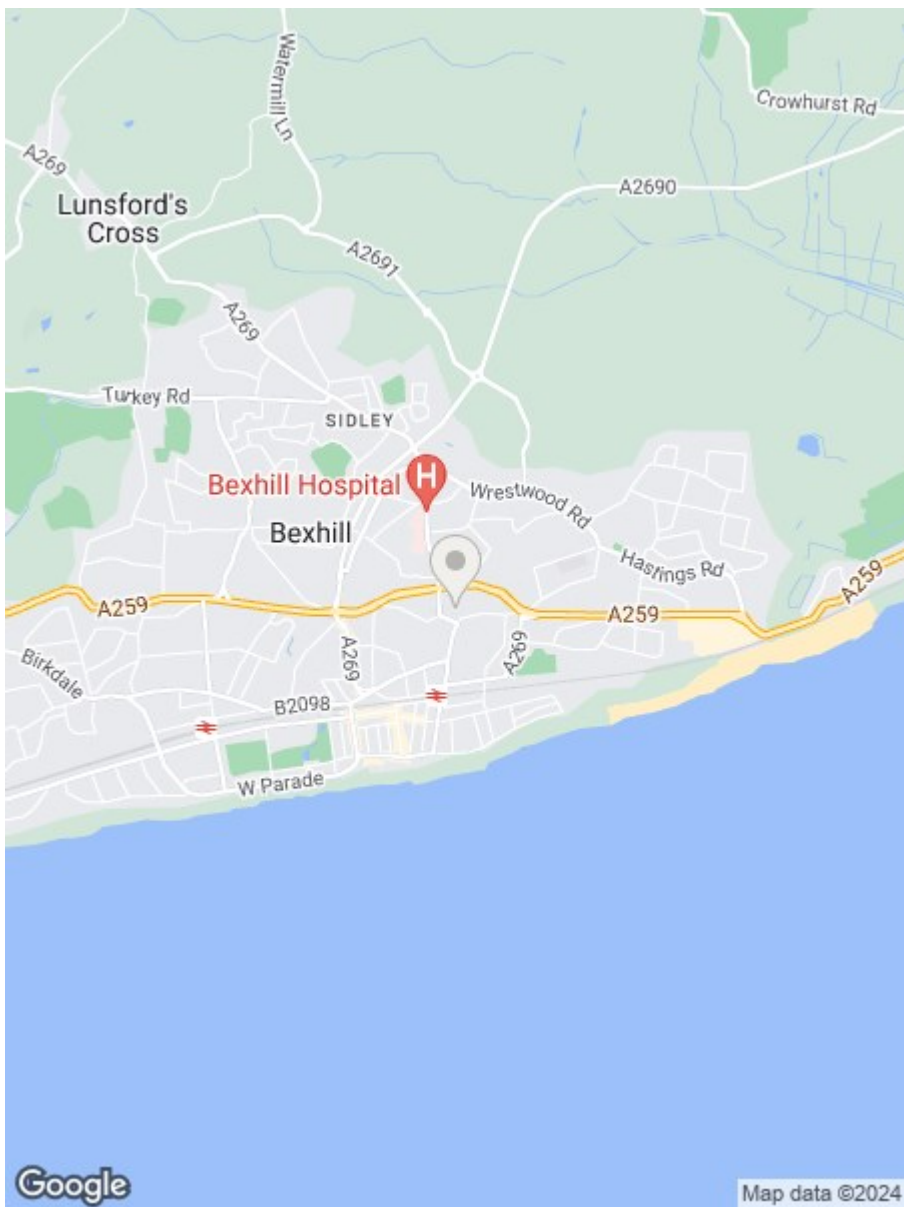 Watermill Ln
Crowhurst Rd
A269
A2690
Lunsford's
Cross
A2691
A269
Turkey Rd
SIDLEY
Bexhill Hospital
H
Wrestwood Rd
Bexhill
Hastings Rd
A259
A259
A259
A269
A269
Birkdale
B2098
W Parade
Google
Map data ©2024